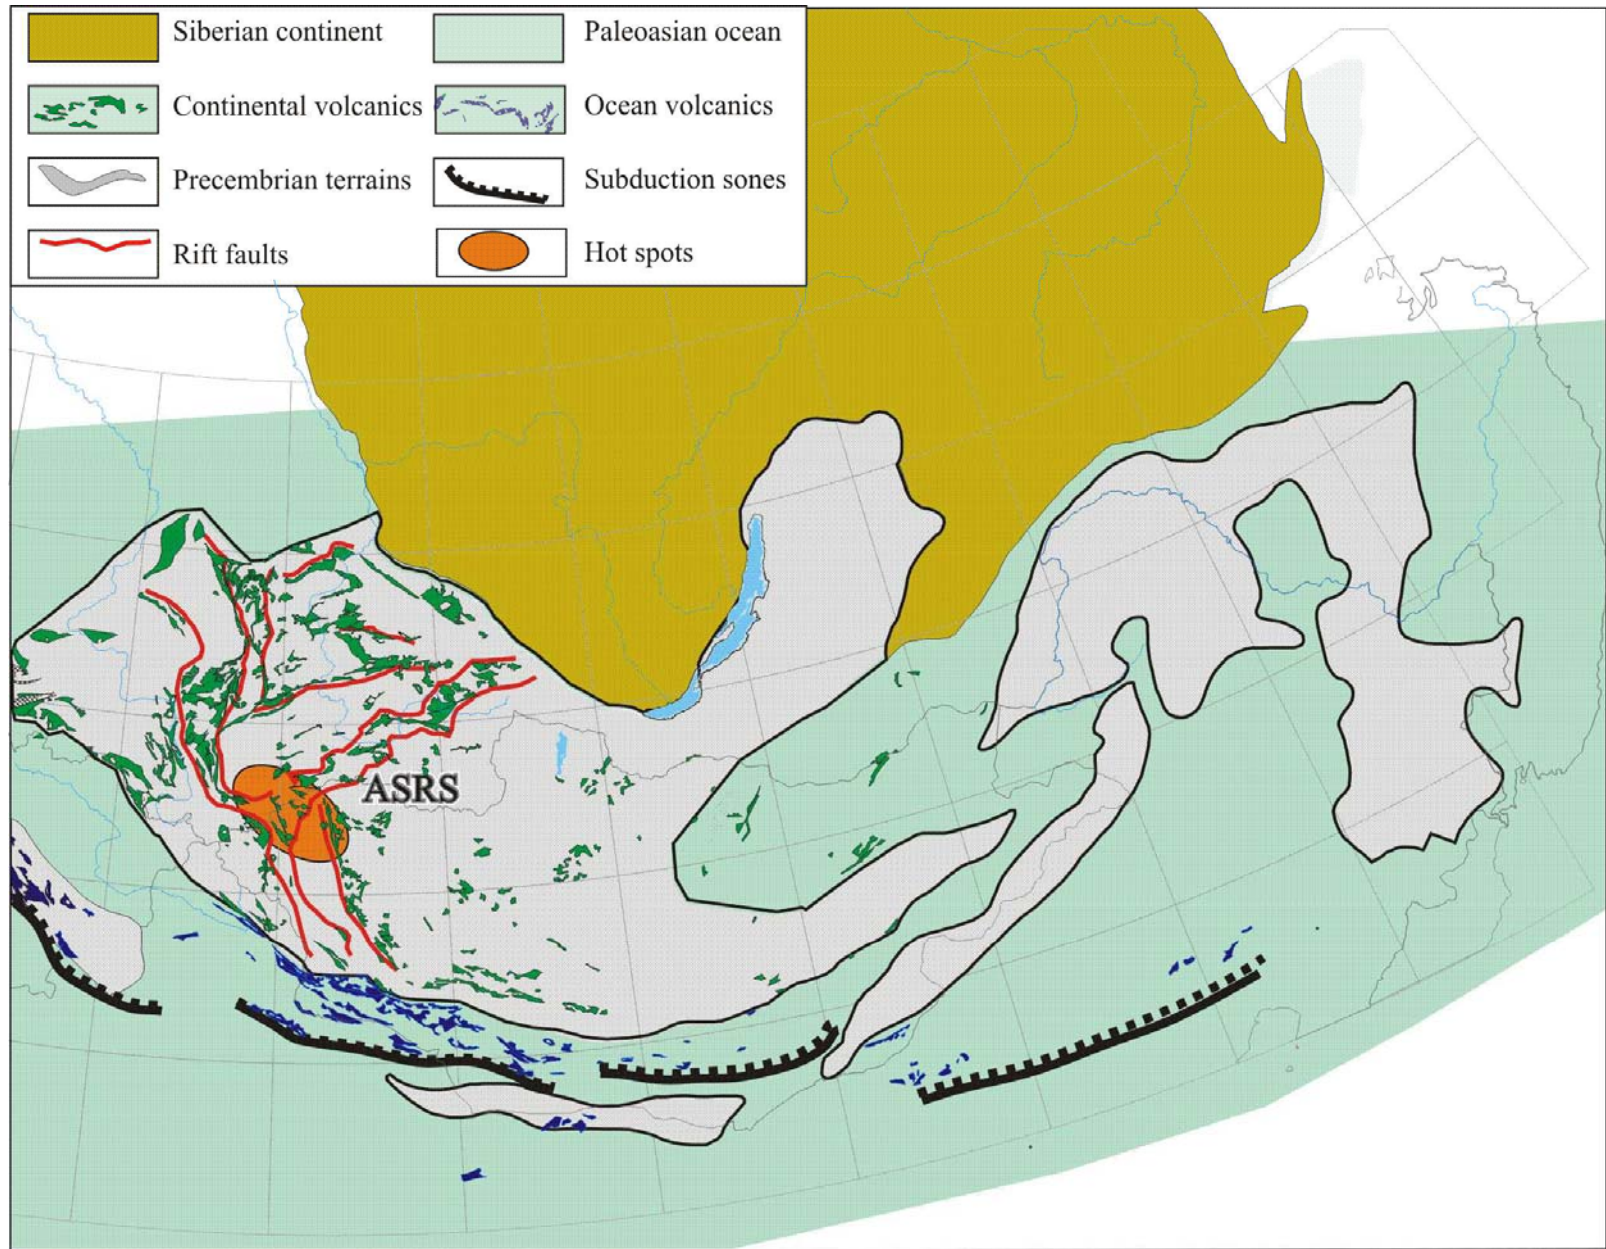 Siberian continent
Paleoasian ocean
Continental volcanics
Ocean volcanics
Precembrian terrains
Subduction sones
Rift faults
Hot spots
ASRS